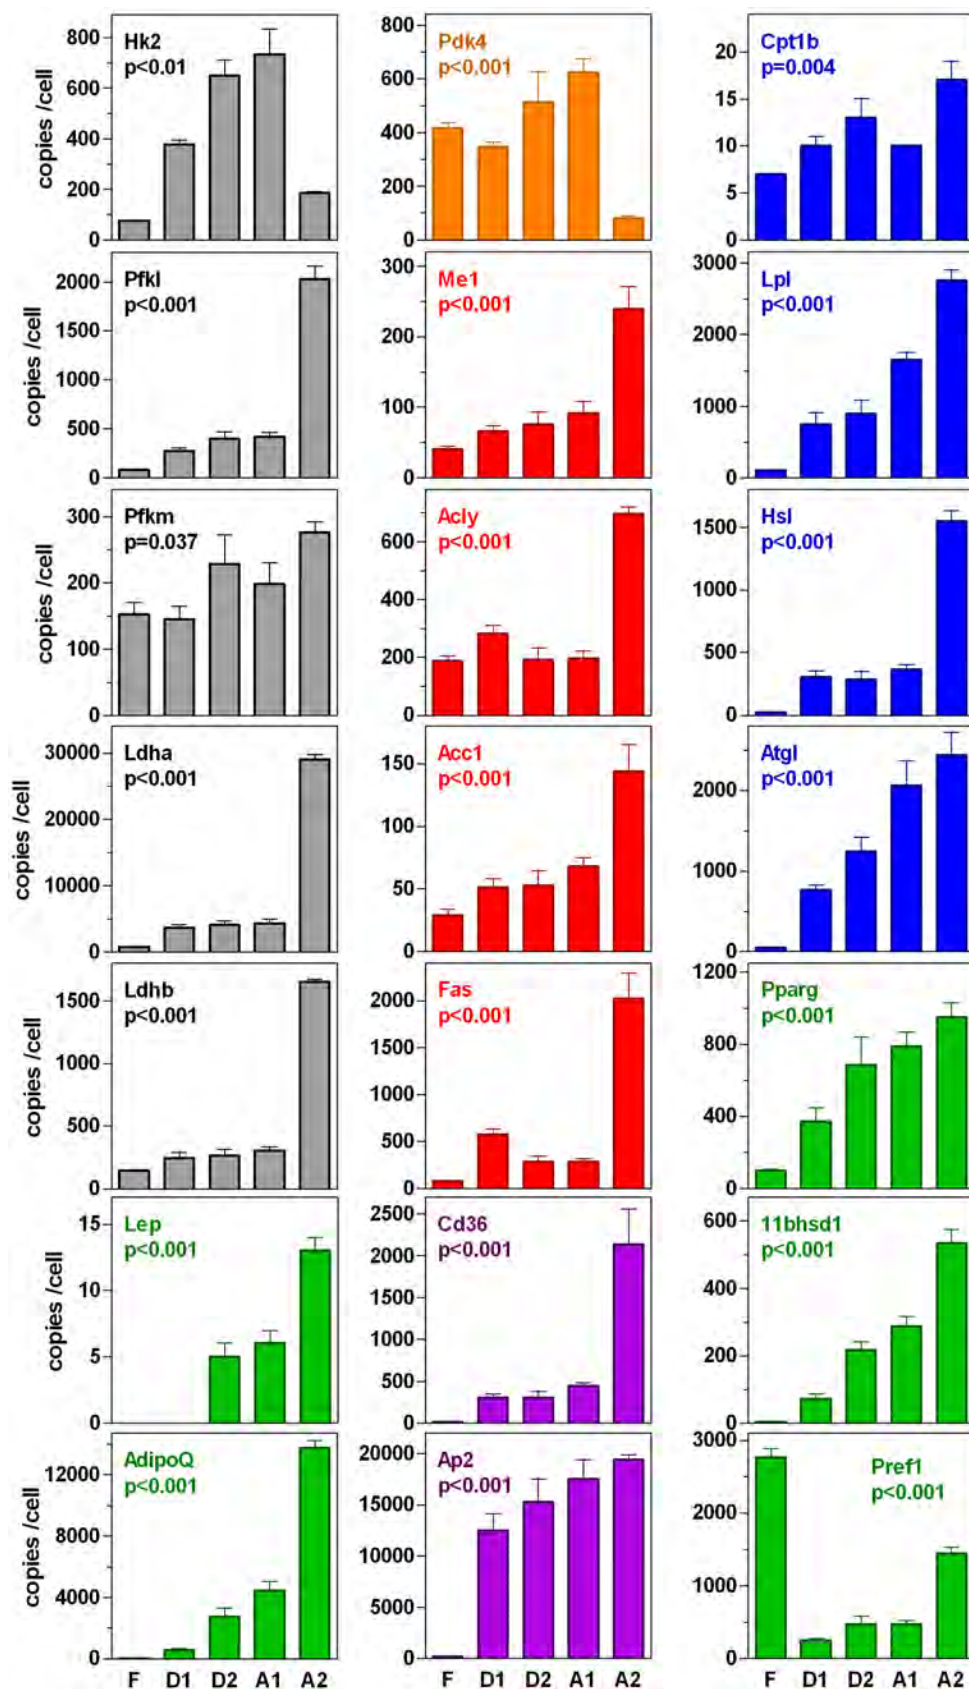 copies /cell
Hk2
p<0.01
800
600
400
200
0
Pdk4
p<0.001
800
600
400
200
0
Cpt1b
p=0.004
20
15
10
5
0
copies /cell
Pfkl
p<0.001
2000
1500
1000
500
0
Me1
p<0.001
300
200
100
0
Lpl
p<0.001
3000
2000
1000
0
copies /cell
Pfkm
p=0.037
300
200
100
0
Acly
p<0.001
600
400
200
0
Hsl
p<0.001
1500
1000
500
0
copies /cell
Ldha
p<0.001
30000
20000
10000
0
Acc1
p<0.001
150
100
50
0
Atgl
p<0.001
2000
1000
0
copies /cell
Ldhb
p<0.001
1500
1000
500
0
Fas
p<0.001
2000
1500
1000
500
0
Pparg
p<0.001
1200
800
400
0
copies /cell
Lep
p<0.001
15
10
5
0
Cd36
p<0.001
2500
2000
1500
1000
500
0
11bhsd1
p<0.001
600
400
200
0
copies /cell
AdipoQ
p<0.001
12000
8000
4000
0
Ap2
p<0.001
20000
15000
10000
5000
0
Pref1
p<0.001
3000
2000
1000
0
F D1 D2 A1 A2
F D1 D2 A1 A2
F D1 D2 A1 A2